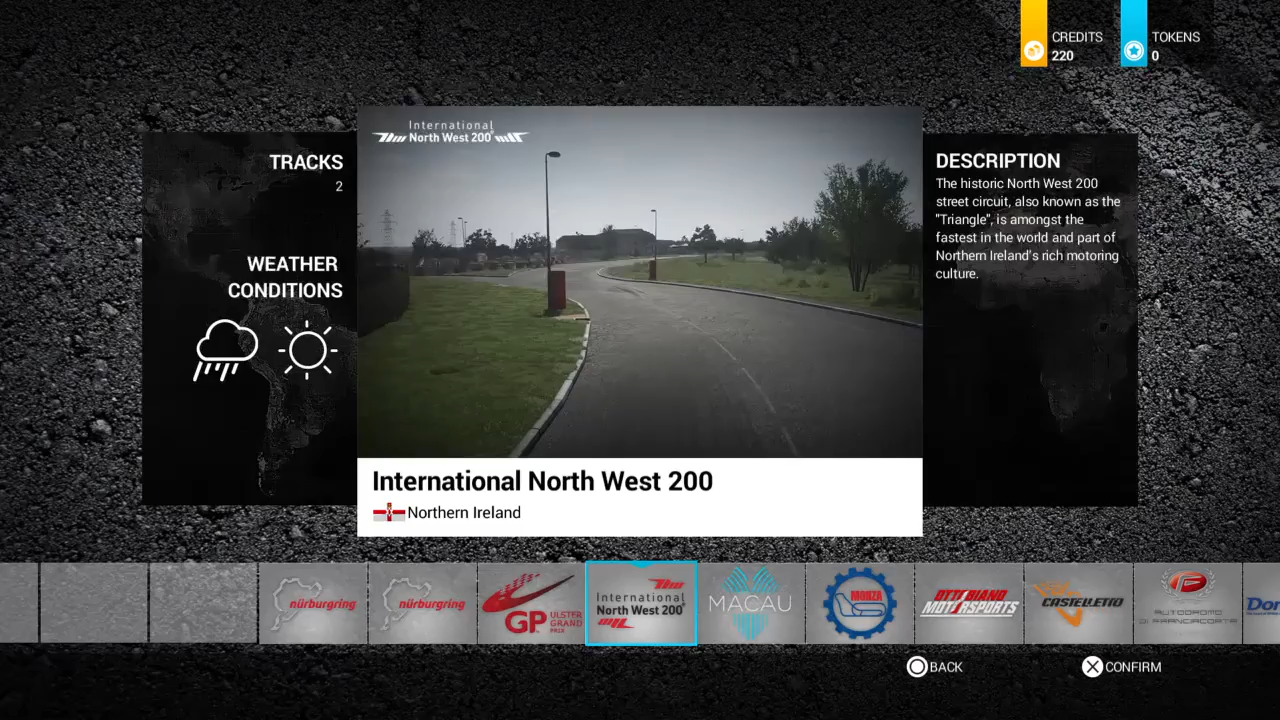 CREDITS
220
TOKENS
0
International
North West 200
TRACKS
2
WEATHER
CONDITIONS
DESCRIPTION
The historic North West 200
street circuit, also known as the
"Triangle", is amongst the
fastest in the world and part of
Northern Ireland's rich motoring
culture.
International North West 200
Northern Ireland
nürburgring
nürburgring
GP ULSTER
GRAND
PRIX
International
North West 200
MACAU
MONZA
OTTOBIANO
MOTORSPORTS
CASTELLETTO
AUTODROMO
DI FRANCIACORTA
BACK
CONFIRM